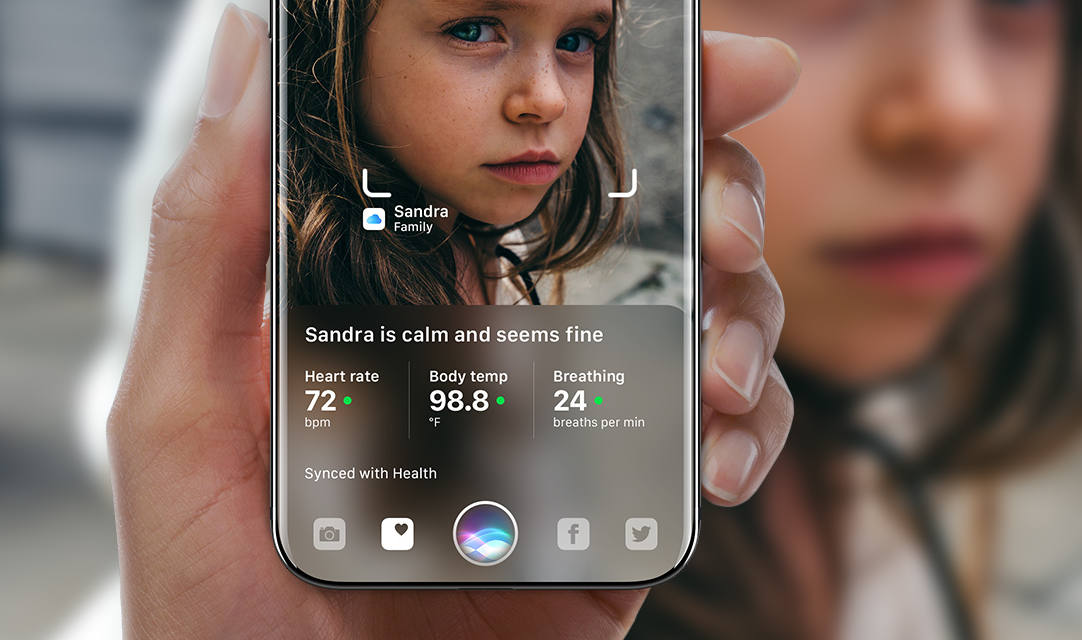 Sandra
Family
Sandra is calm and seems fine
Heart rate
Body temp
Breathing
72
98.8
24
bpm
°F
breaths per min
Synced with Health